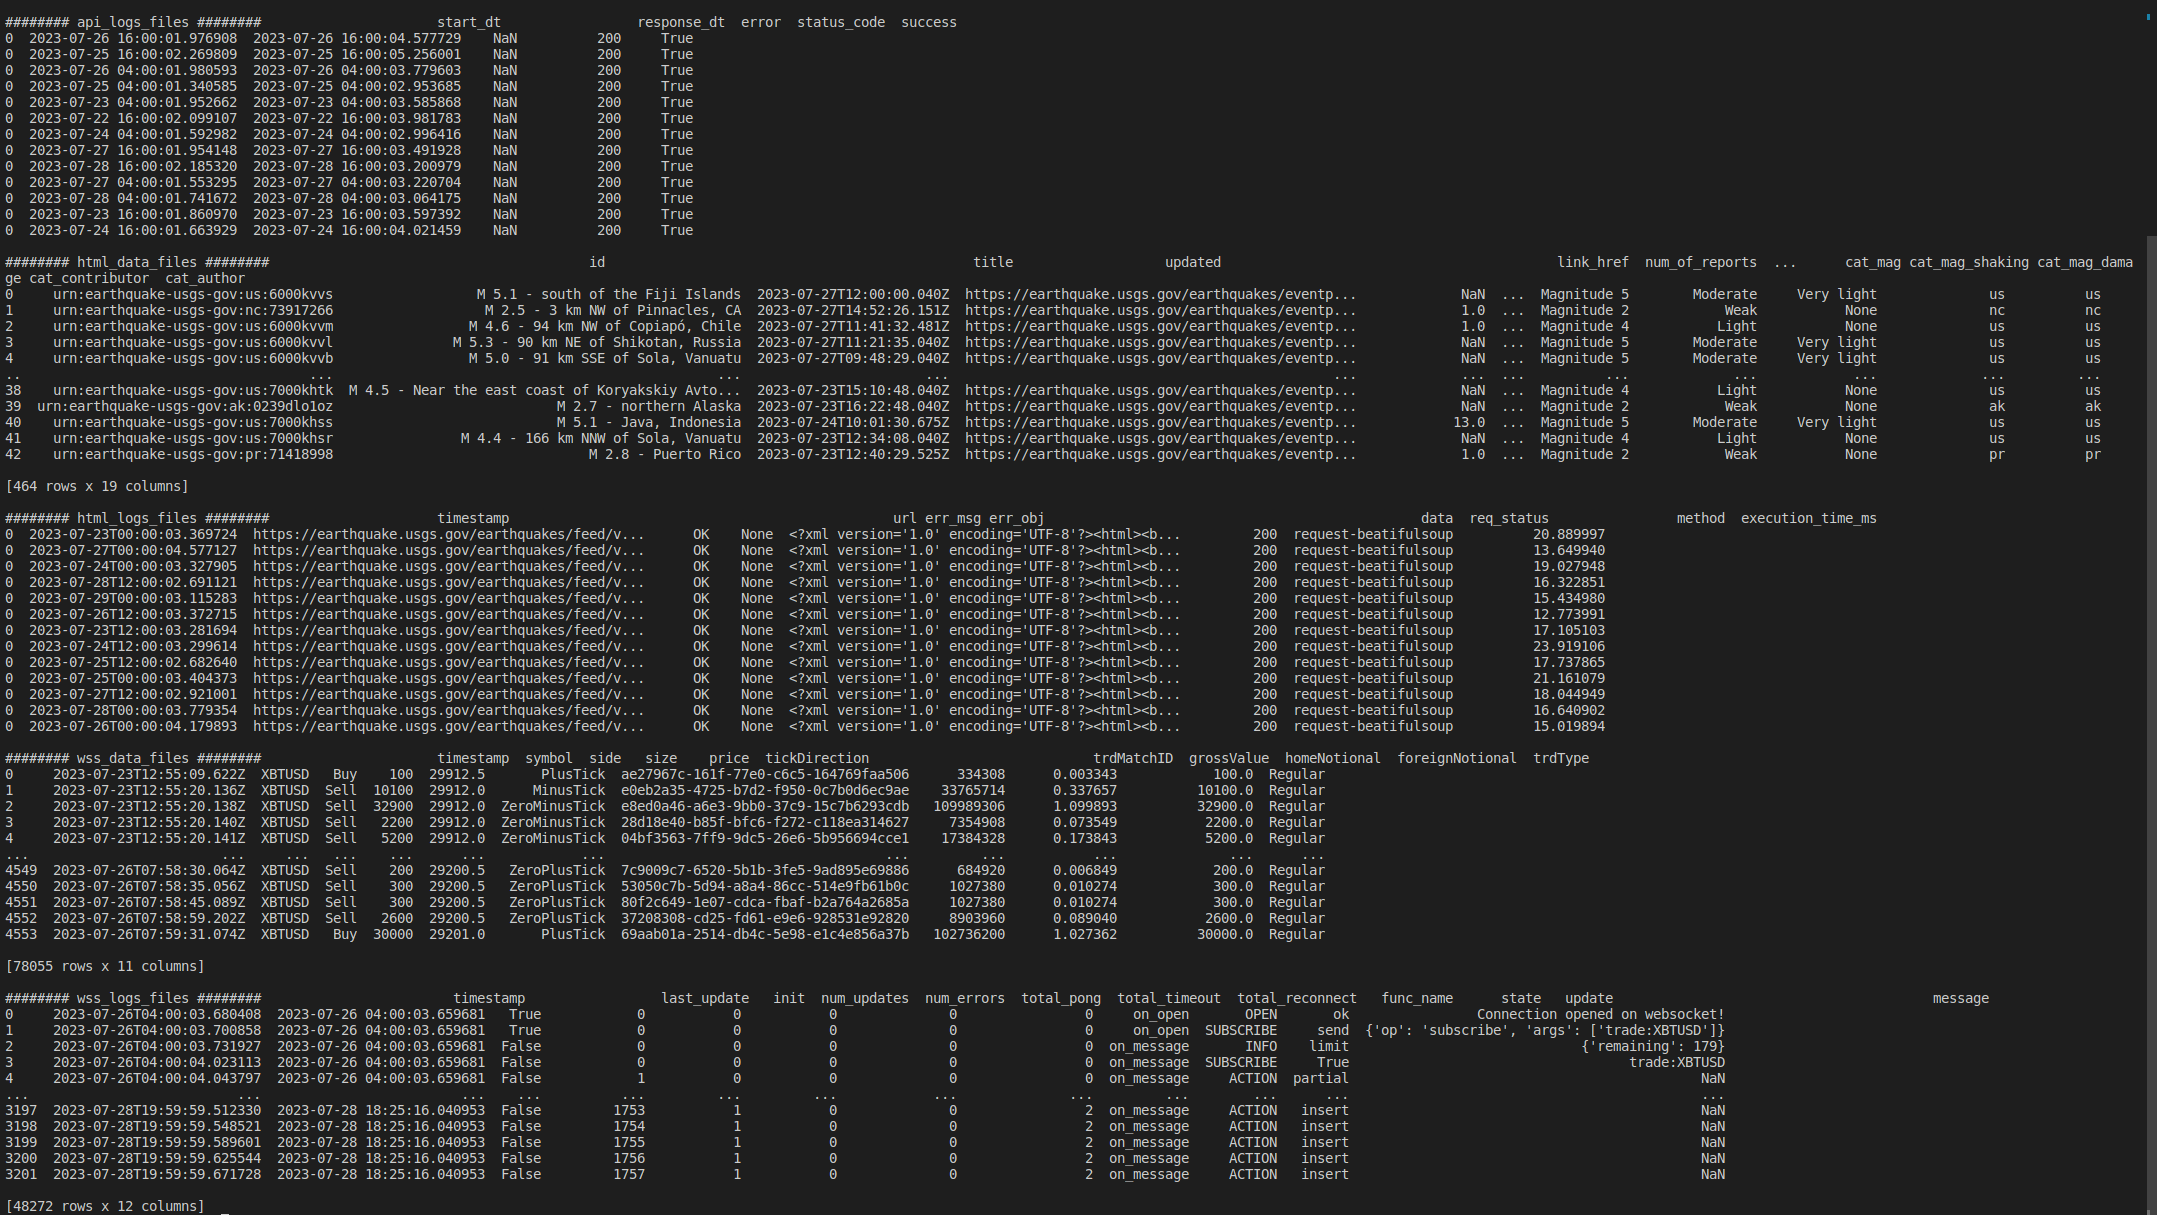 ######## api_logs_files ########                      start_dt                 response_dt  error  status_code  success
0  2023-07-26 16:00:01.976908  2023-07-26 16:00:04.577729    NaN          200     True
0  2023-07-25 16:00:02.269809  2023-07-25 16:00:05.256001    NaN          200     True
0  2023-07-26 04:00:01.980593  2023-07-26 04:00:03.779603    NaN          200     True
0  2023-07-25 04:00:01.340585  2023-07-25 04:00:02.953685    NaN          200     True
0  2023-07-23 04:00:01.952662  2023-07-23 04:00:03.585868    NaN          200     True
0  2023-07-22 16:00:02.099107  2023-07-22 16:00:03.981783    NaN          200     True
0  2023-07-24 04:00:01.592982  2023-07-24 04:00:02.996416    NaN          200     True
0  2023-07-27 16:00:01.954148  2023-07-27 16:00:03.491928    NaN          200     True
0  2023-07-28 16:00:02.185320  2023-07-28 16:00:03.200979    NaN          200     True
0  2023-07-27 04:00:01.553295  2023-07-27 04:00:03.220704    NaN          200     True
0  2023-07-28 04:00:01.741672  2023-07-28 04:00:03.064175    NaN          200     True
0  2023-07-23 16:00:01.860970  2023-07-23 16:00:03.597392    NaN          200     True
0  2023-07-24 16:00:01.663929  2023-07-24 16:00:04.021459    NaN          200     True
######## html_data_files ########  id  title  updated  link_href  num_of_reports  ...  cat_mag cat_mag_shaking cat_mag_dama
ge cat_contributor  cat_author
0  urn:earthquake-usgs-gov:us:6000kvvs  M 5.1 - south of the Fiji Islands  2023-07-27T12:00:00.040Z  https://earthquake.usgs.gov/earthquakes/eventp...  NaN  ...  Magnitude 5  Moderate  Very light  us  us
1  urn:earthquake-usgs-gov:nc:73917266  M 2.5 - 3 km NW of Pinnacles, CA  2023-07-27T14:52:26.151Z  https://earthquake.usgs.gov/earthquakes/eventp...  1.0  ...  Magnitude 2  Weak  None  nc  nc
2  urn:earthquake-usgs-gov:us:6000kvvm  M 4.6 - 94 km NW of Copiapó, Chile  2023-07-27T11:41:32.481Z  https://earthquake.usgs.gov/earthquakes/eventp...  1.0  ...  Magnitude 4  Light  None  us  us
3  urn:earthquake-usgs-gov:us:6000kvvl  M 5.3 - 90 km NE of Shikotan, Russia  2023-07-27T11:21:35.040Z  https://earthquake.usgs.gov/earthquakes/eventp...  NaN  ...  Magnitude 5  Moderate  Very light  us  us
4  urn:earthquake-usgs-gov:us:6000kvvb  M 5.0 - 91 km SSE of Sola, Vanuatu  2023-07-27T09:48:29.040Z  https://earthquake.usgs.gov/earthquakes/eventp...  NaN  ...  Magnitude 5  Moderate  Very light  us  us
..  ...  ...  ...  ...  ...  ...  ...  ...  ...  ...  ...
38  urn:earthquake-usgs-gov:us:7000khtk  M 4.5 - Near the east coast of Koryakskiy Avto...  2023-07-23T15:10:48.040Z  https://earthquake.usgs.gov/earthquakes/eventp...  NaN  ...  Magnitude 4  Light  None  us  us
39  urn:earthquake-usgs-gov:ak:0239dlo1oz  M 2.7 - northern Alaska  2023-07-23T16:22:48.040Z  https://earthquake.usgs.gov/earthquakes/eventp...  NaN  ...  Magnitude 2  Weak  None  ak  ak
40  urn:earthquake-usgs-gov:us:7000khss  M 5.1 - Java, Indonesia  2023-07-24T10:01:30.675Z  https://earthquake.usgs.gov/earthquakes/eventp...  13.0  ...  Magnitude 5  Moderate  Very light  us  us
41  urn:earthquake-usgs-gov:us:7000khsr  M 4.4 - 166 km NNW of Sola, Vanuatu  2023-07-23T12:34:08.040Z  https://earthquake.usgs.gov/earthquakes/eventp...  NaN  ...  Magnitude 4  Light  None  us  us
42  urn:earthquake-usgs-gov:pr:71418998  M 2.8 - Puerto Rico  2023-07-23T12:40:29.525Z  https://earthquake.usgs.gov/earthquakes/eventp...  1.0  ...  Magnitude 2  Weak  None  pr  pr
[464 rows x 19 columns]
######## html_logs_files ########  timestamp  url err_msg err_obj  data  req_status  method  execution_time_ms
0  2023-07-23T00:00:03.369724  https://earthquake.usgs.gov/earthquakes/feed/v...  OK  None  <?xml version='1.0' encoding='UTF-8'?><html><b...  200  request-beatifulsoup  20.889997
0  2023-07-27T00:00:04.577127  https://earthquake.usgs.gov/earthquakes/feed/v...  OK  None  <?xml version='1.0' encoding='UTF-8'?><html><b...  200  request-beatifulsoup  13.649940
0  2023-07-24T00:00:03.327905  https://earthquake.usgs.gov/earthquakes/feed/v...  OK  None  <?xml version='1.0' encoding='UTF-8'?><html><b...  200  request-beatifulsoup  19.027948
0  2023-07-28T12:00:02.691121  https://earthquake.usgs.gov/earthquakes/feed/v...  OK  None  <?xml version='1.0' encoding='UTF-8'?><html><b...  200  request-beatifulsoup  16.322851
0  2023-07-29T00:00:03.115283  https://earthquake.usgs.gov/earthquakes/feed/v...  OK  None  <?xml version='1.0' encoding='UTF-8'?><html><b...  200  request-beatifulsoup  15.434980
0  2023-07-26T12:00:03.372715  https://earthquake.usgs.gov/earthquakes/feed/v...  OK  None  <?xml version='1.0' encoding='UTF-8'?><html><b...  200  request-beatifulsoup  12.773991
0  2023-07-23T12:00:03.281694  https://earthquake.usgs.gov/earthquakes/feed/v...  OK  None  <?xml version='1.0' encoding='UTF-8'?><html><b...  200  request-beatifulsoup  17.105103
0  2023-07-24T12:00:03.299614  https://earthquake.usgs.gov/earthquakes/feed/v...  OK  None  <?xml version='1.0' encoding='UTF-8'?><html><b...  200  request-beatifulsoup  23.919106
0  2023-07-25T12:00:02.682640  https://earthquake.usgs.gov/earthquakes/feed/v...  OK  None  <?xml version='1.0' encoding='UTF-8'?><html><b...  200  request-beatifulsoup  17.737865
0  2023-07-25T00:00:03.404373  https://earthquake.usgs.gov/earthquakes/feed/v...  OK  None  <?xml version='1.0' encoding='UTF-8'?><html><b...  200  request-beatifulsoup  21.161079
0  2023-07-27T12:00:02.921001  https://earthquake.usgs.gov/earthquakes/feed/v...  OK  None  <?xml version='1.0' encoding='UTF-8'?><html><b...  200  request-beatifulsoup  18.044949
0  2023-07-28T00:00:03.779354  https://earthquake.usgs.gov/earthquakes/feed/v...  OK  None  <?xml version='1.0' encoding='UTF-8'?><html><b...  200  request-beatifulsoup  16.640902
0  2023-07-26T00:00:04.179893  https://earthquake.usgs.gov/earthquakes/feed/v...  OK  None  <?xml version='1.0' encoding='UTF-8'?><html><b...  200  request-beatifulsoup  15.019894
######## wss_data_files ########  timestamp  symbol  side  size  price  tickDirection  trdMatchID  grossValue  homeNotional  foreignNotional  trdType
0  2023-07-23T12:55:09.622Z  XBTUSD  Buy  100  29912.5  PlusTick  ae27967c-161f-77e0-c6c5-164769faa506  334308  0.003343  100.0  Regular
1  2023-07-23T12:55:20.136Z  XBTUSD  Sell  10100  29912.0  MinusTick  e0eb2a35-4725-b7d2-f950-0c7b0d6ec9ae  33765714  0.337657  10100.0  Regular
2  2023-07-23T12:55:20.138Z  XBTUSD  Sell  32900  29912.0  ZeroMinusTick  e8ed0a46-a6e3-9bb0-37c9-15c7b6293cdb  109989306  1.099893  32900.0  Regular
3  2023-07-23T12:55:20.140Z  XBTUSD  Sell  2200  29912.0  ZeroMinusTick  28d18e40-b85f-bfc6-f272-c118ea314627  7354908  0.073549  2200.0  Regular
4  2023-07-23T12:55:20.141Z  XBTUSD  Sell  5200  29912.0  ZeroMinusTick  04bf3563-7ff9-9dc5-26e6-5b956694cce1  17384328  0.173843  5200.0  Regular
...  ...  ...  ...  ...  ...  ...  ...  ...  ...  ...  ...
4549  2023-07-26T07:58:30.064Z  XBTUSD  Sell  200  29200.5  ZeroPlusTick  7c9009c7-6520-5b1b-3fe5-9ad895e69886  684920  0.006849  200.0  Regular
4550  2023-07-26T07:58:35.056Z  XBTUSD  Sell  300  29200.5  ZeroPlusTick  53050c7b-5d94-a8a4-86cc-514e9fb61b0c  1027380  0.010274  300.0  Regular
4551  2023-07-26T07:58:45.089Z  XBTUSD  Sell  300  29200.5  ZeroPlusTick  80f2c649-1e07-cdca-fbaf-b2a764a2685a  1027380  0.010274  300.0  Regular
4552  2023-07-26T07:58:59.202Z  XBTUSD  Sell  2600  29200.5  ZeroPlusTick  37208308-cd25-fd61-e9e6-928531e92820  8903960  0.089040  2600.0  Regular
4553  2023-07-26T07:59:31.074Z  XBTUSD  Buy  30000  29201.0  PlusTick  69aab01a-2514-db4c-5e98-e1c4e856a37b  102736200  1.027362  30000.0  Regular
[78055 rows x 11 columns]
######## wss_logs_files ########  timestamp  last_update  init  num_updates  num_errors  total_pong  total_timeout  total_reconnect  func_name  state  update  message
0  2023-07-26T04:00:03.680408  2023-07-26 04:00:03.659681  True  0  0  0  0  0  on_open  OPEN  ok  Connection opened on websocket!
1  2023-07-26T04:00:03.700858  2023-07-26 04:00:03.659681  True  0  0  0  0  0  on_open  SUBSCRIBE  send  {'op': 'subscribe', 'args': ['trade:XBTUSD']}
2  2023-07-26T04:00:03.731927  2023-07-26 04:00:03.659681  False  0  0  0  0  0  on_message  INFO  limit  {'remaining': 179}
3  2023-07-26T04:00:04.023113  2023-07-26 04:00:03.659681  False  0  0  0  0  0  on_message  SUBSCRIBE  True  trade:XBTUSD
4  2023-07-26T04:00:04.043797  2023-07-26 04:00:03.659681  False  1  0  0  0  0  on_message  ACTION  partial  NaN
...  ...  ...  ...  ...  ...  ...  ...  ...  ...  ...  ...  ...
3197  2023-07-28T19:59:59.512330  2023-07-28 18:25:16.040953  False  1753  1  0  0  2  on_message  ACTION  insert  NaN
3198  2023-07-28T19:59:59.548521  2023-07-28 18:25:16.040953  False  1754  1  0  0  2  on_message  ACTION  insert  NaN
3199  2023-07-28T19:59:59.589601  2023-07-28 18:25:16.040953  False  1755  1  0  0  2  on_message  ACTION  insert  NaN
3200  2023-07-28T19:59:59.625544  2023-07-28 18:25:16.040953  False  1756  1  0  0  2  on_message  ACTION  insert  NaN
3201  2023-07-28T19:59:59.671728  2023-07-28 18:25:16.040953  False  1757  1  0  0  2  on_message  ACTION  insert  NaN
[48272 rows x 12 columns]